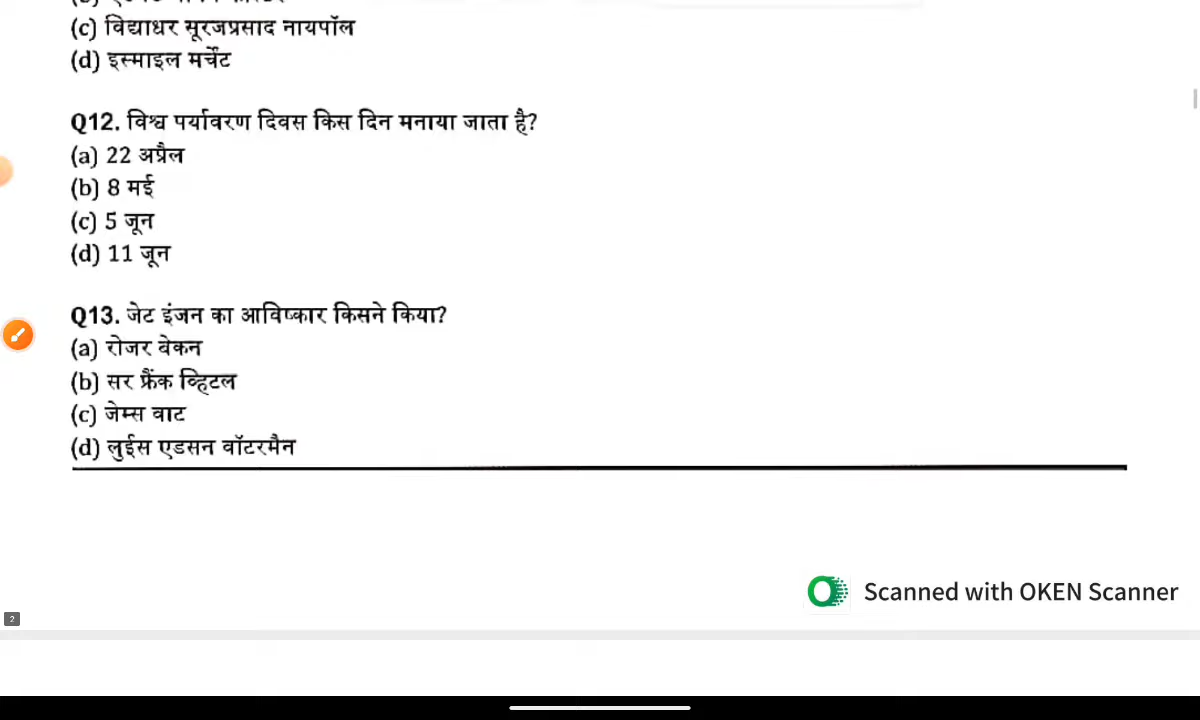 (c) विद्याधर सूरजप्रसाद नायपॉल
(d) इस्माइल मर्चेंट
Q12. विश्व पर्यावरण दिवस किस दिन मनाया जाता है?
(a) 22 अप्रैल
(b) 8 मई
(c) 5 जून
(d) 11 जून
Q13. जेट इंजन का आविष्कार किसने किया?
(a) रोजर बेकन
(b) सर फ्रैंक व्हिटल
(c) जेम्स वाट
(d) लुईस एडसन वॉटरमैन
Scanned with OKEN Scanner
2